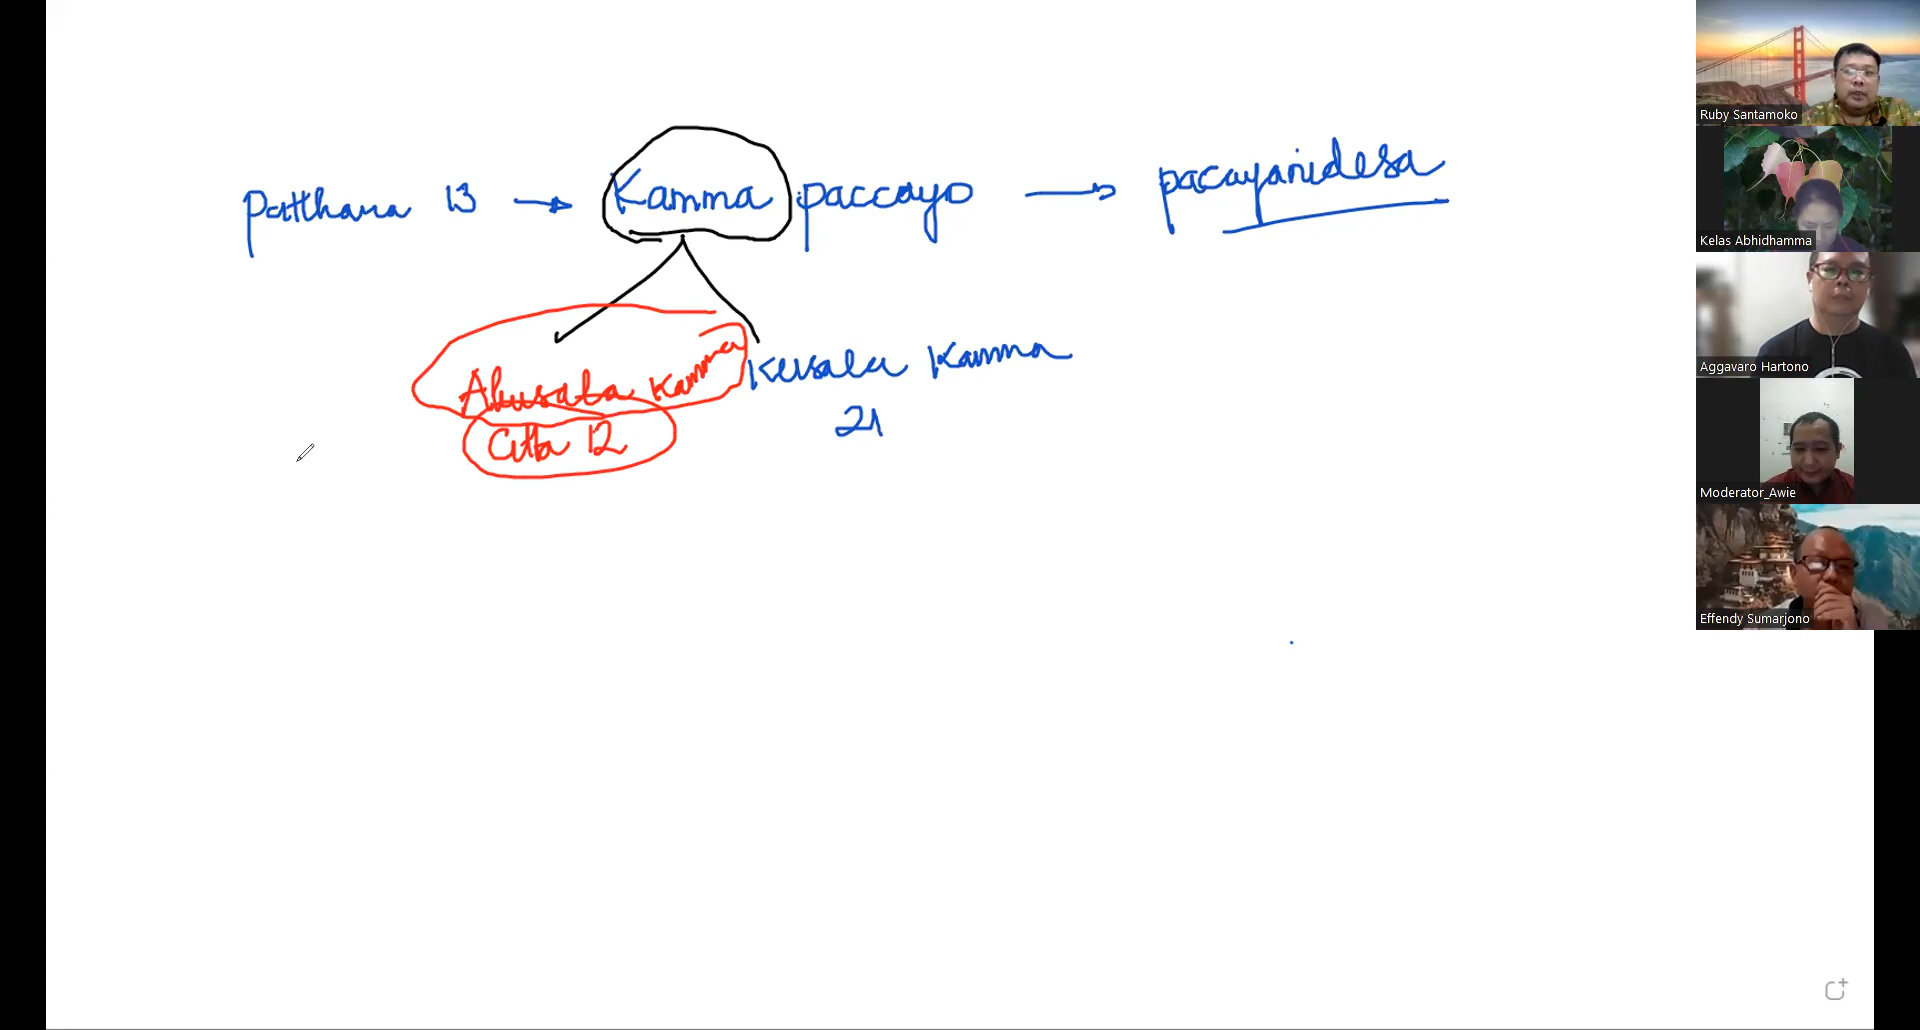 Patthana 13 → Kamma paccayo → pacayanidesa
Akusala Kamma
Kusala Kamma
Citta 12
21
Ruby Santamoko
Kelas Abhidhamma
Aggavaro Hartono
Moderator_Awie
Effendy Sumarjono